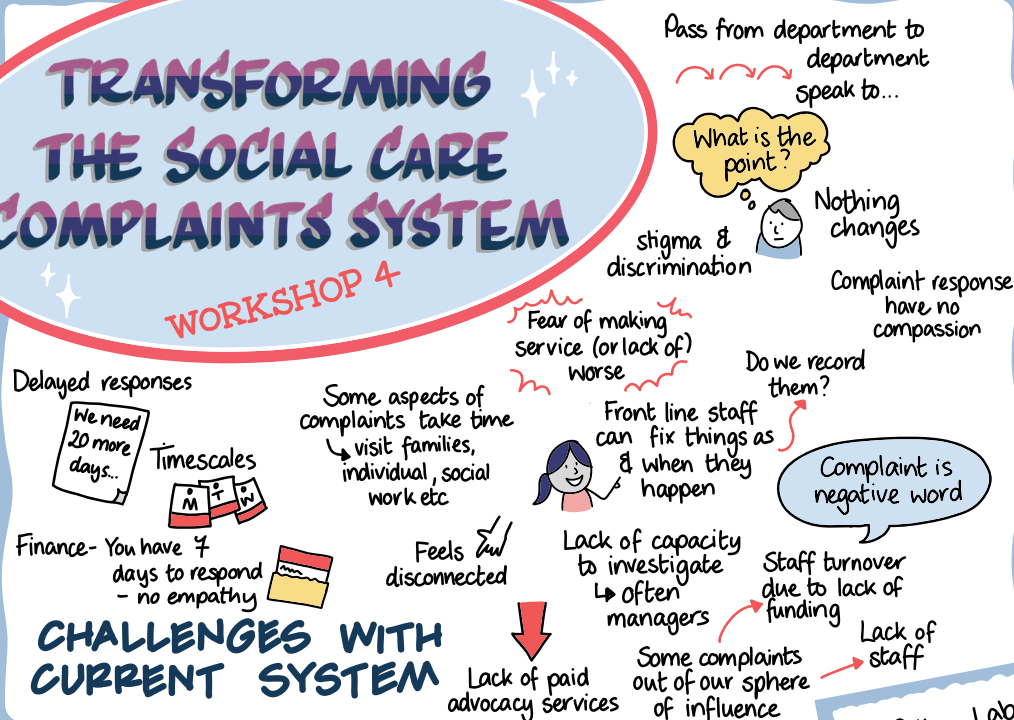 TRANSFORMING
THE SOCIAL CARE
COMPLAINTS SYSTEM
WORKSHOP 4
Pass from department to
department
speak to...
What is the
point?
Nothing
changes
stigma &
discrimination
Complaint response
have no
compassion
Fear of making
service (or lack of)
worse
Do we record
them?
Front line staff
can fix things as
& when they
happen
Complaint is
negative word
Delayed responses
We need
20 more
days...
Timescales
M T W
Some aspects of
complaints take time
visit families,
individual, social
work etc
Finance- You have 7
days to respond
- no empathy
Feels
disconnected
Lack of capacity
to investigate
often
managers
Staff turnover
due to lack of
funding
CHALLENGES WITH
CURRENT SYSTEM
Lack of paid
advocacy services
Some complaints
out of our sphere
of influence
Lack of
staff
Lab